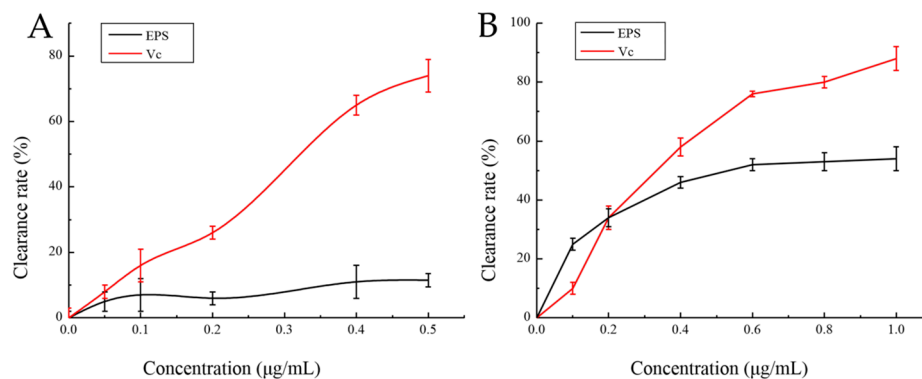 A
EPS
Vc
80
60
40
20
0
0.0 0.1 0.2 0.3 0.4 0.5
Clearance rate (%)
Concentration (μg/mL)
B
EPS
Vc
100
80
60
40
20
0
0.0 0.2 0.4 0.6 0.8 1.0
Clearance rate (%)
Concentration (μg/mL)